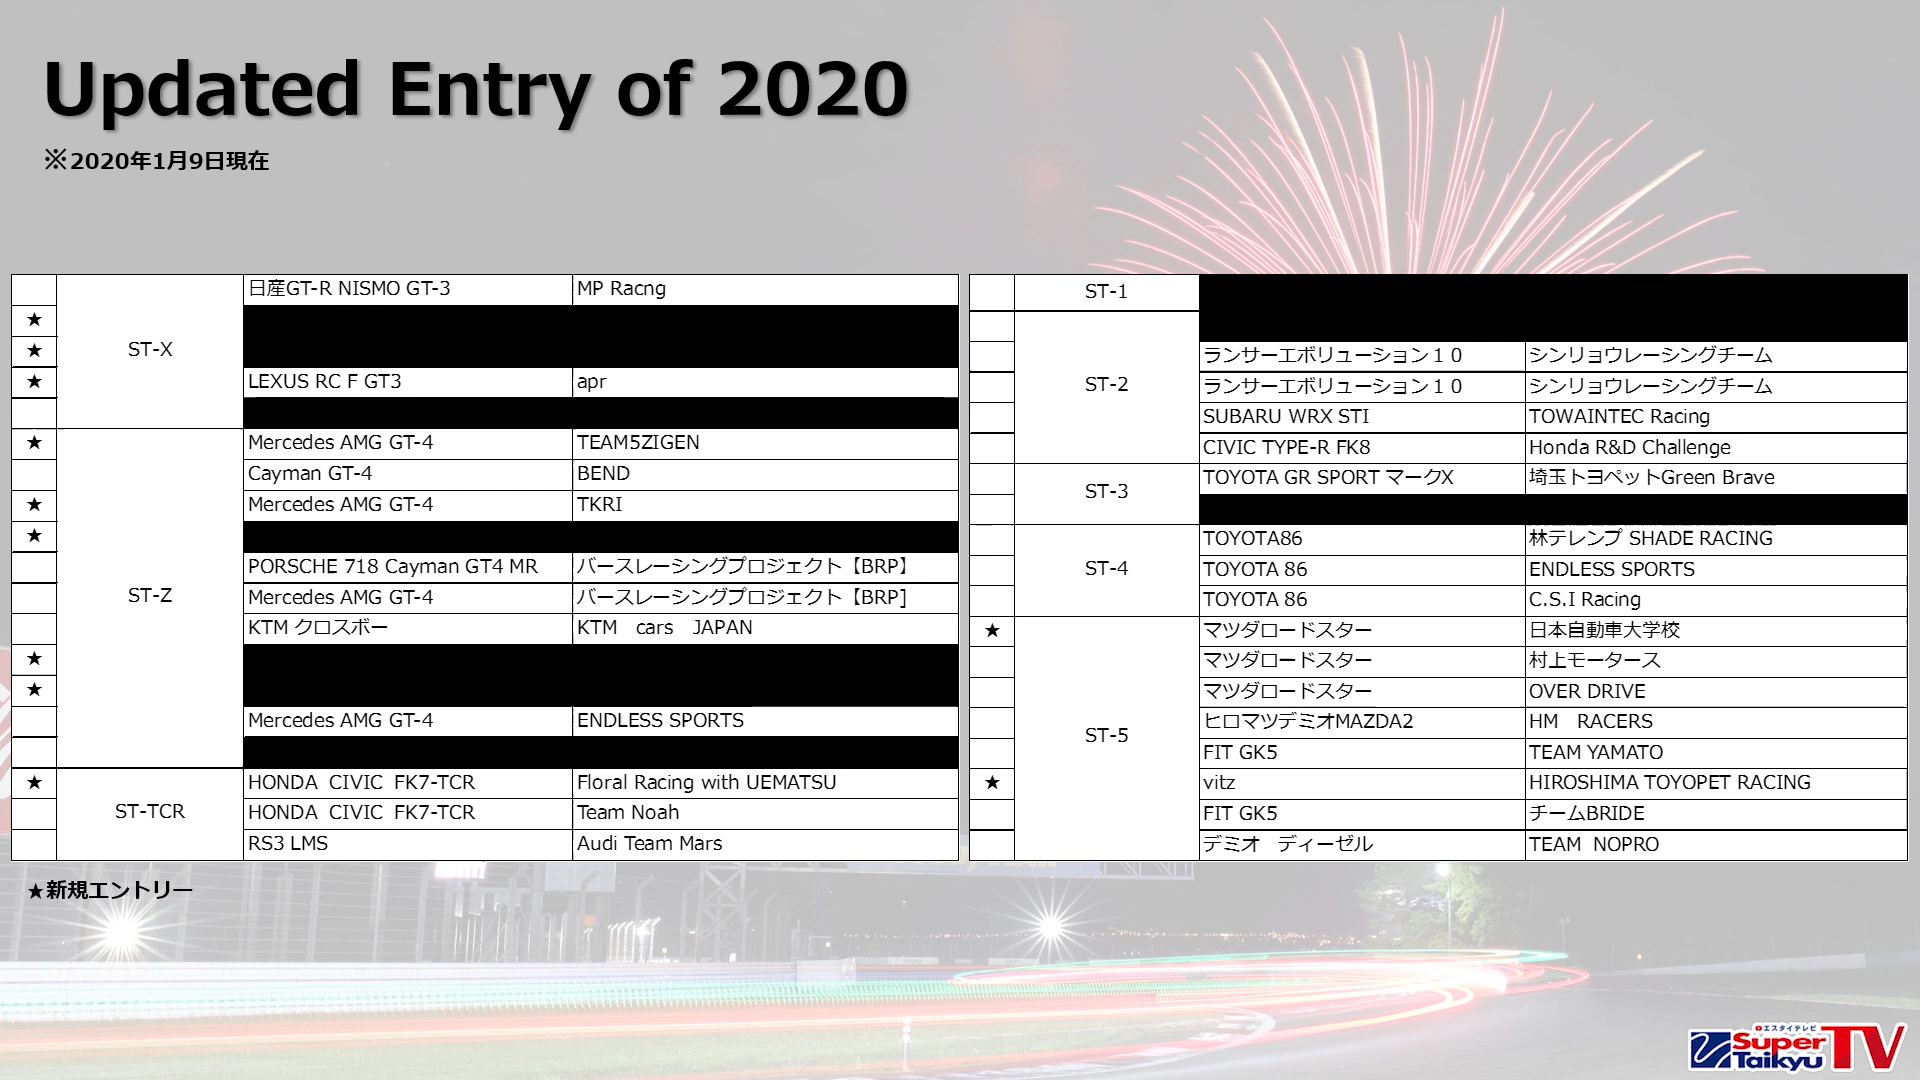 Updated Entry of 2020
※2020年1月9日現在
日産GT-R NISMO GT-3 MP Racng
★
ST-X
★
★ LEXUS RC F GT3 apr
★ Mercedes AMG GT-4 TEAM5ZIGEN
Cayman GT-4 BEND
★ Mercedes AMG GT-4 TKRI
★
PORSCHE 718 Cayman GT4 MR バースレーシングプロジェクト【BRP】
ST-Z
Mercedes AMG GT-4 バースレーシングプロジェクト【BRP]
KTM クロスボー KTM　cars　JAPAN
★
★
Mercedes AMG GT-4 ENDLESS SPORTS
★ HONDA CIVIC FK7-TCR Floral Racing with UEMATSU
ST-TCR
HONDA CIVIC FK7-TCR Team Noah
RS3 LMS Audi Team Mars
ST-1
ランサーエボリューション１０ シンリョウレーシングチーム
ST-2
ランサーエボリューション１０ シンリョウレーシングチーム
SUBARU WRX STI TOWAINTEC Racing
CIVIC TYPE-R FK8 Honda R&D Challenge
TOYOTA GR SPORT マークX 埼玉トヨペットGreen Brave
ST-3
TOYOTA86 林テレンプ SHADE RACING
ST-4
TOYOTA 86 ENDLESS SPORTS
TOYOTA 86 C.S.I Racing
★ マツダロードスター 日本自動車大学校
マツダロードスター 村上モータース
マツダロードスター OVER DRIVE
ヒロマツデミオMAZDA2 HM　RACERS
ST-5
FIT GK5 TEAM YAMATO
★ vitz HIROSHIMA TOYOPET RACING
FIT GK5 チームBRIDE
デミオ　ディーゼル TEAM NOPRO
★新規エントリー
エスタイテレビ
Super Taikyu TV